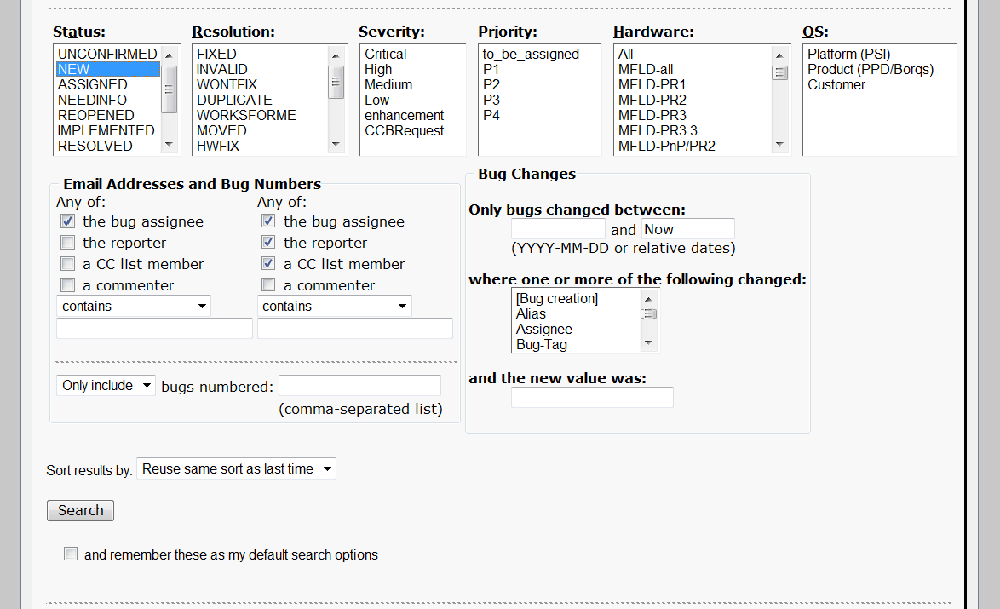 Status: Resolution: Severity: Priority: Hardware: OS:
UNCONFIRMED
NEW
ASSIGNED
NEEDINFO
REOPENED
IMPLEMENTED
RESOLVED
FIXED
INVALID
WONTFIX
DUPLICATE
WORKSFORME
MOVED
HWFIX
Critical
High
Medium
Low
enhancement
CCBRequest
to_be_assigned
P1
P2
P3
P4
All
MFLD-all
MFLD-PR1
MFLD-PR2
MFLD-PR3
MFLD-PR3.3
MFLD-PnP/PR2
Platform (PSI)
Product (PPD/Borqs)
Customer
Email Addresses and Bug Numbers
Any of:
the bug assignee
the reporter
a CC list member
a commenter
contains
Any of:
the bug assignee
the reporter
a CC list member
a commenter
contains
Only include bugs numbered:
(comma-separated list)
Bug Changes
Only bugs changed between:
and Now
(YYYY-MM-DD or relative dates)
where one or more of the following changed:
[Bug creation]
Alias
Assignee
Bug-Tag
and the new value was:
Sort results by: Reuse same sort as last time
Search
and remember these as my default search options